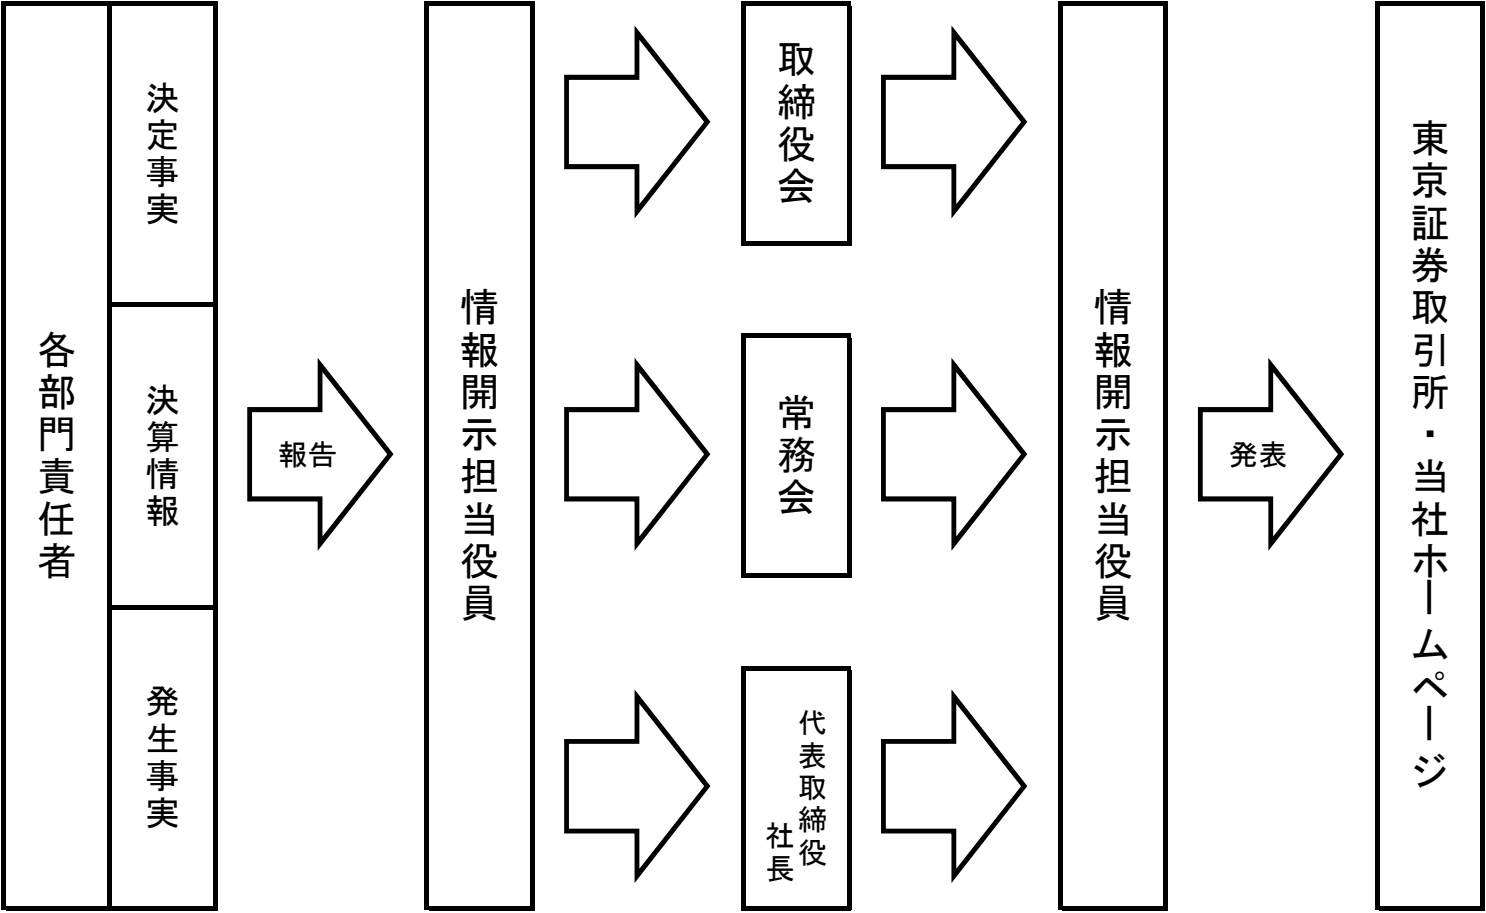 各部門責任者
決定事実
決算情報
発生事実
報告
情報開示担当役員
取締役会
常務会
代表取締役
社長
情報開示担当役員
発表
東京証券取引所・当社ホームページ